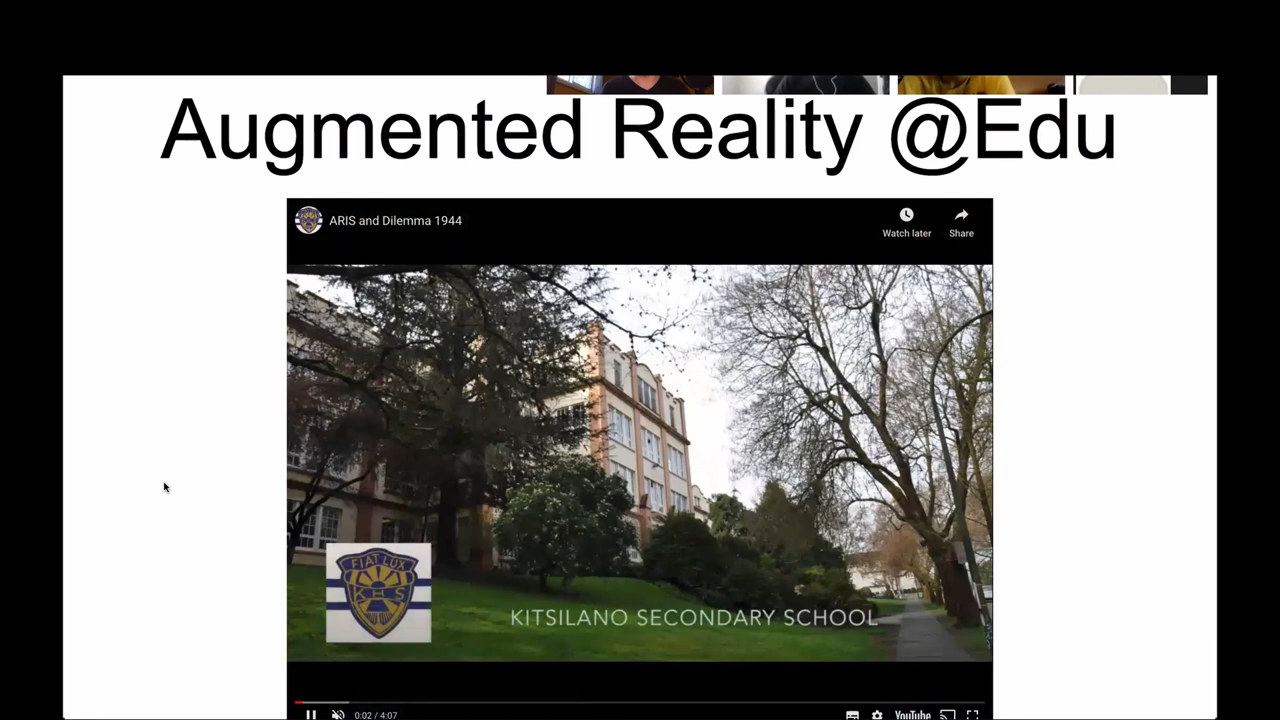 Augmented Reality @Edu
ARIS and Dilemma 1944
Watch later
Share
FIAT LUX
KHS
KITSILANO SECONDARY SCHOOL
0:02 / 4:07
YouTube